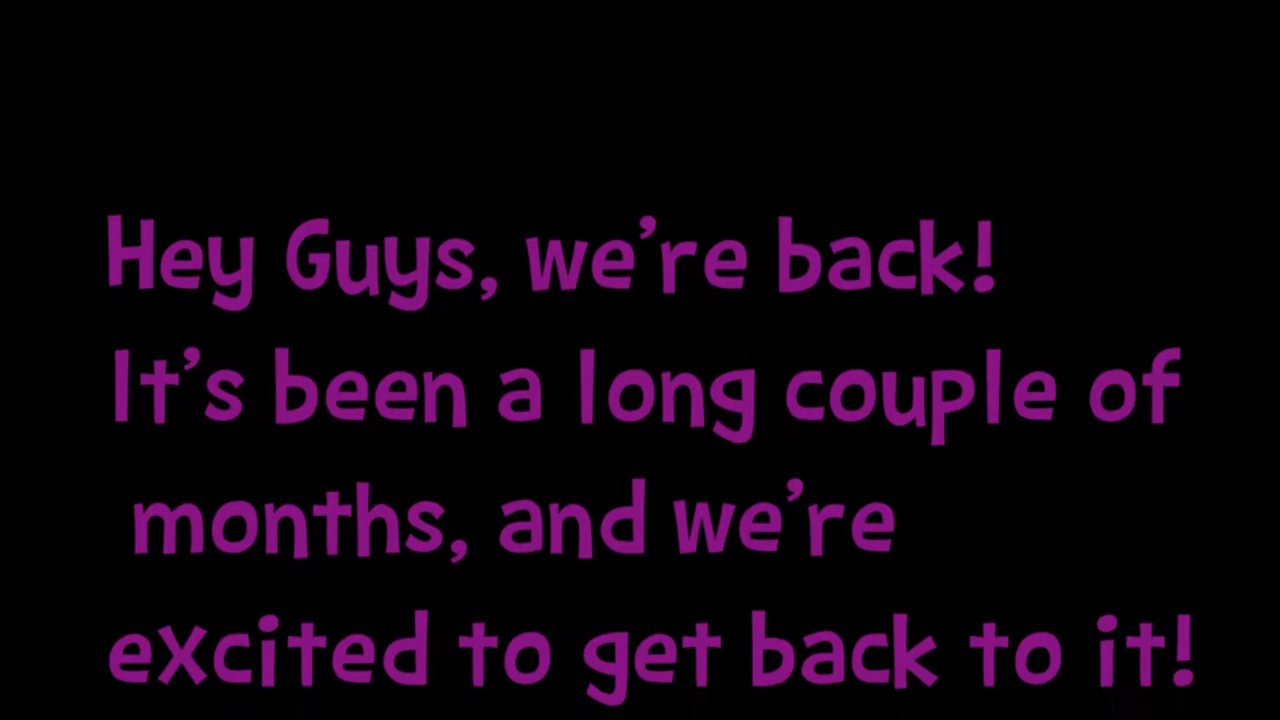 Hey Guys, we’re back!
It’s been a long couple of
months, and we’re
excited to get back to it!